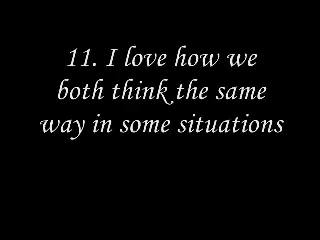 11. I love how we
both think the same
way in some situations